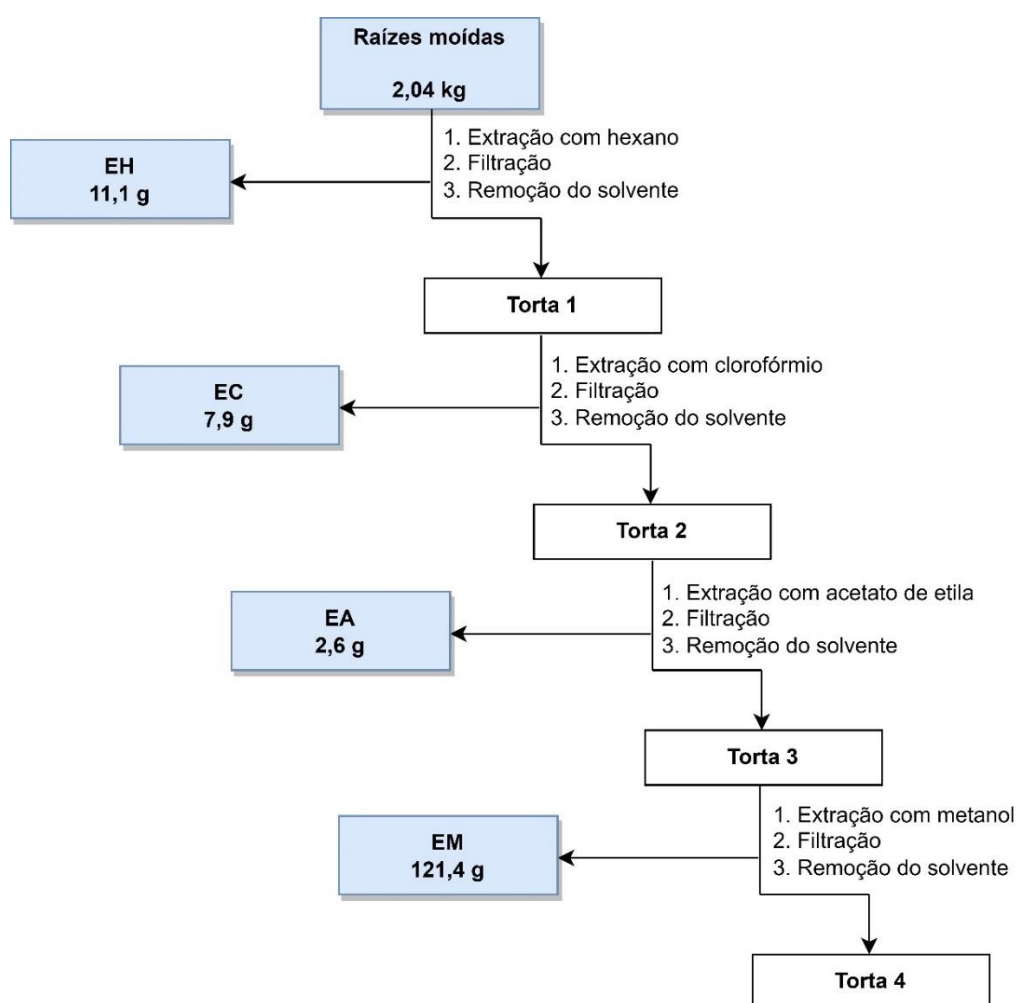 Raízes moídas
2,04 kg
1. Extração com hexano
2. Filtração
3. Remoção do solvente
EH
11,1 g
Torta 1
1. Extração com clorofórmio
2. Filtração
3. Remoção do solvente
EC
7,9 g
Torta 2
1. Extração com acetato de etila
2. Filtração
3. Remoção do solvente
EA
2,6 g
Torta 3
1. Extração com metanol
2. Filtração
3. Remoção do solvente
EM
121,4 g
Torta 4